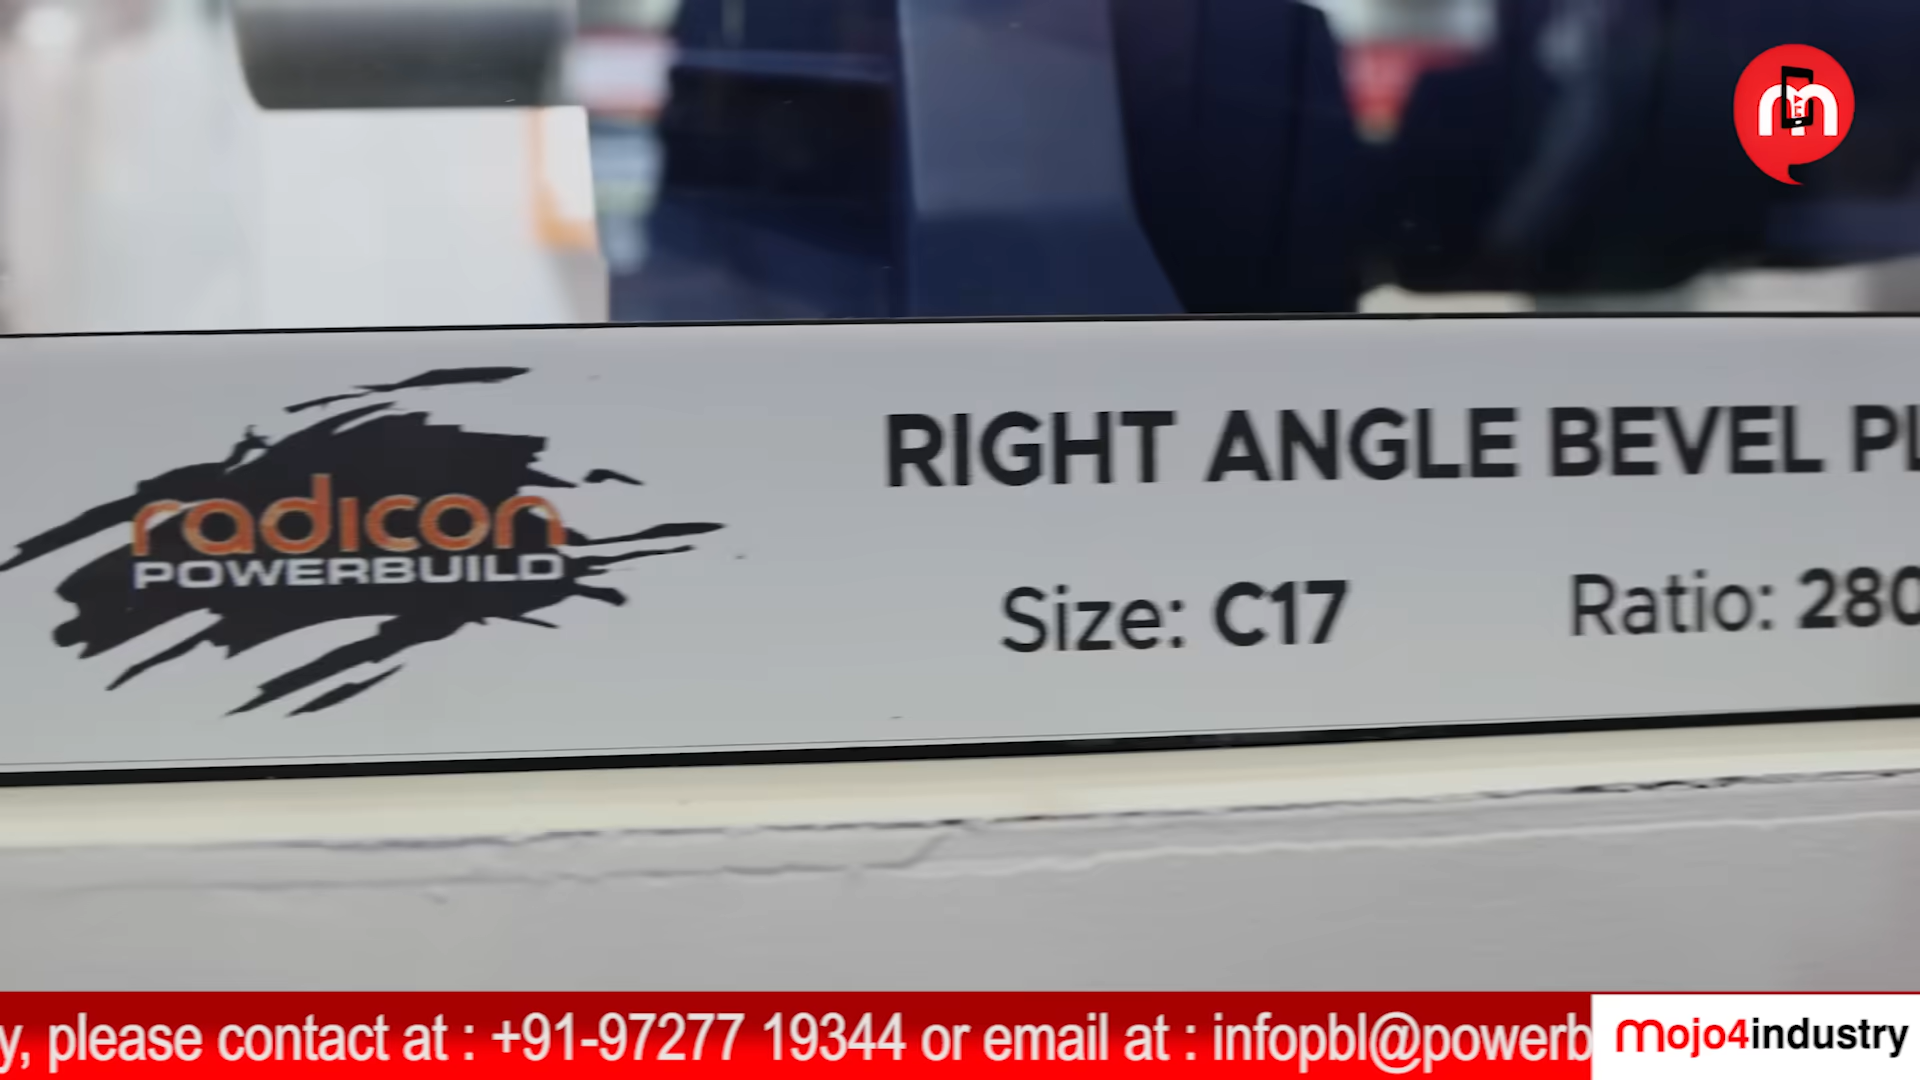 radicon
POWERBUILD
RIGHT ANGLE BEVEL PL
Size: C17
Ratio: 280
y, please contact at : +91-97277 19344 or email at : infopbl@powerb
mojo4industry